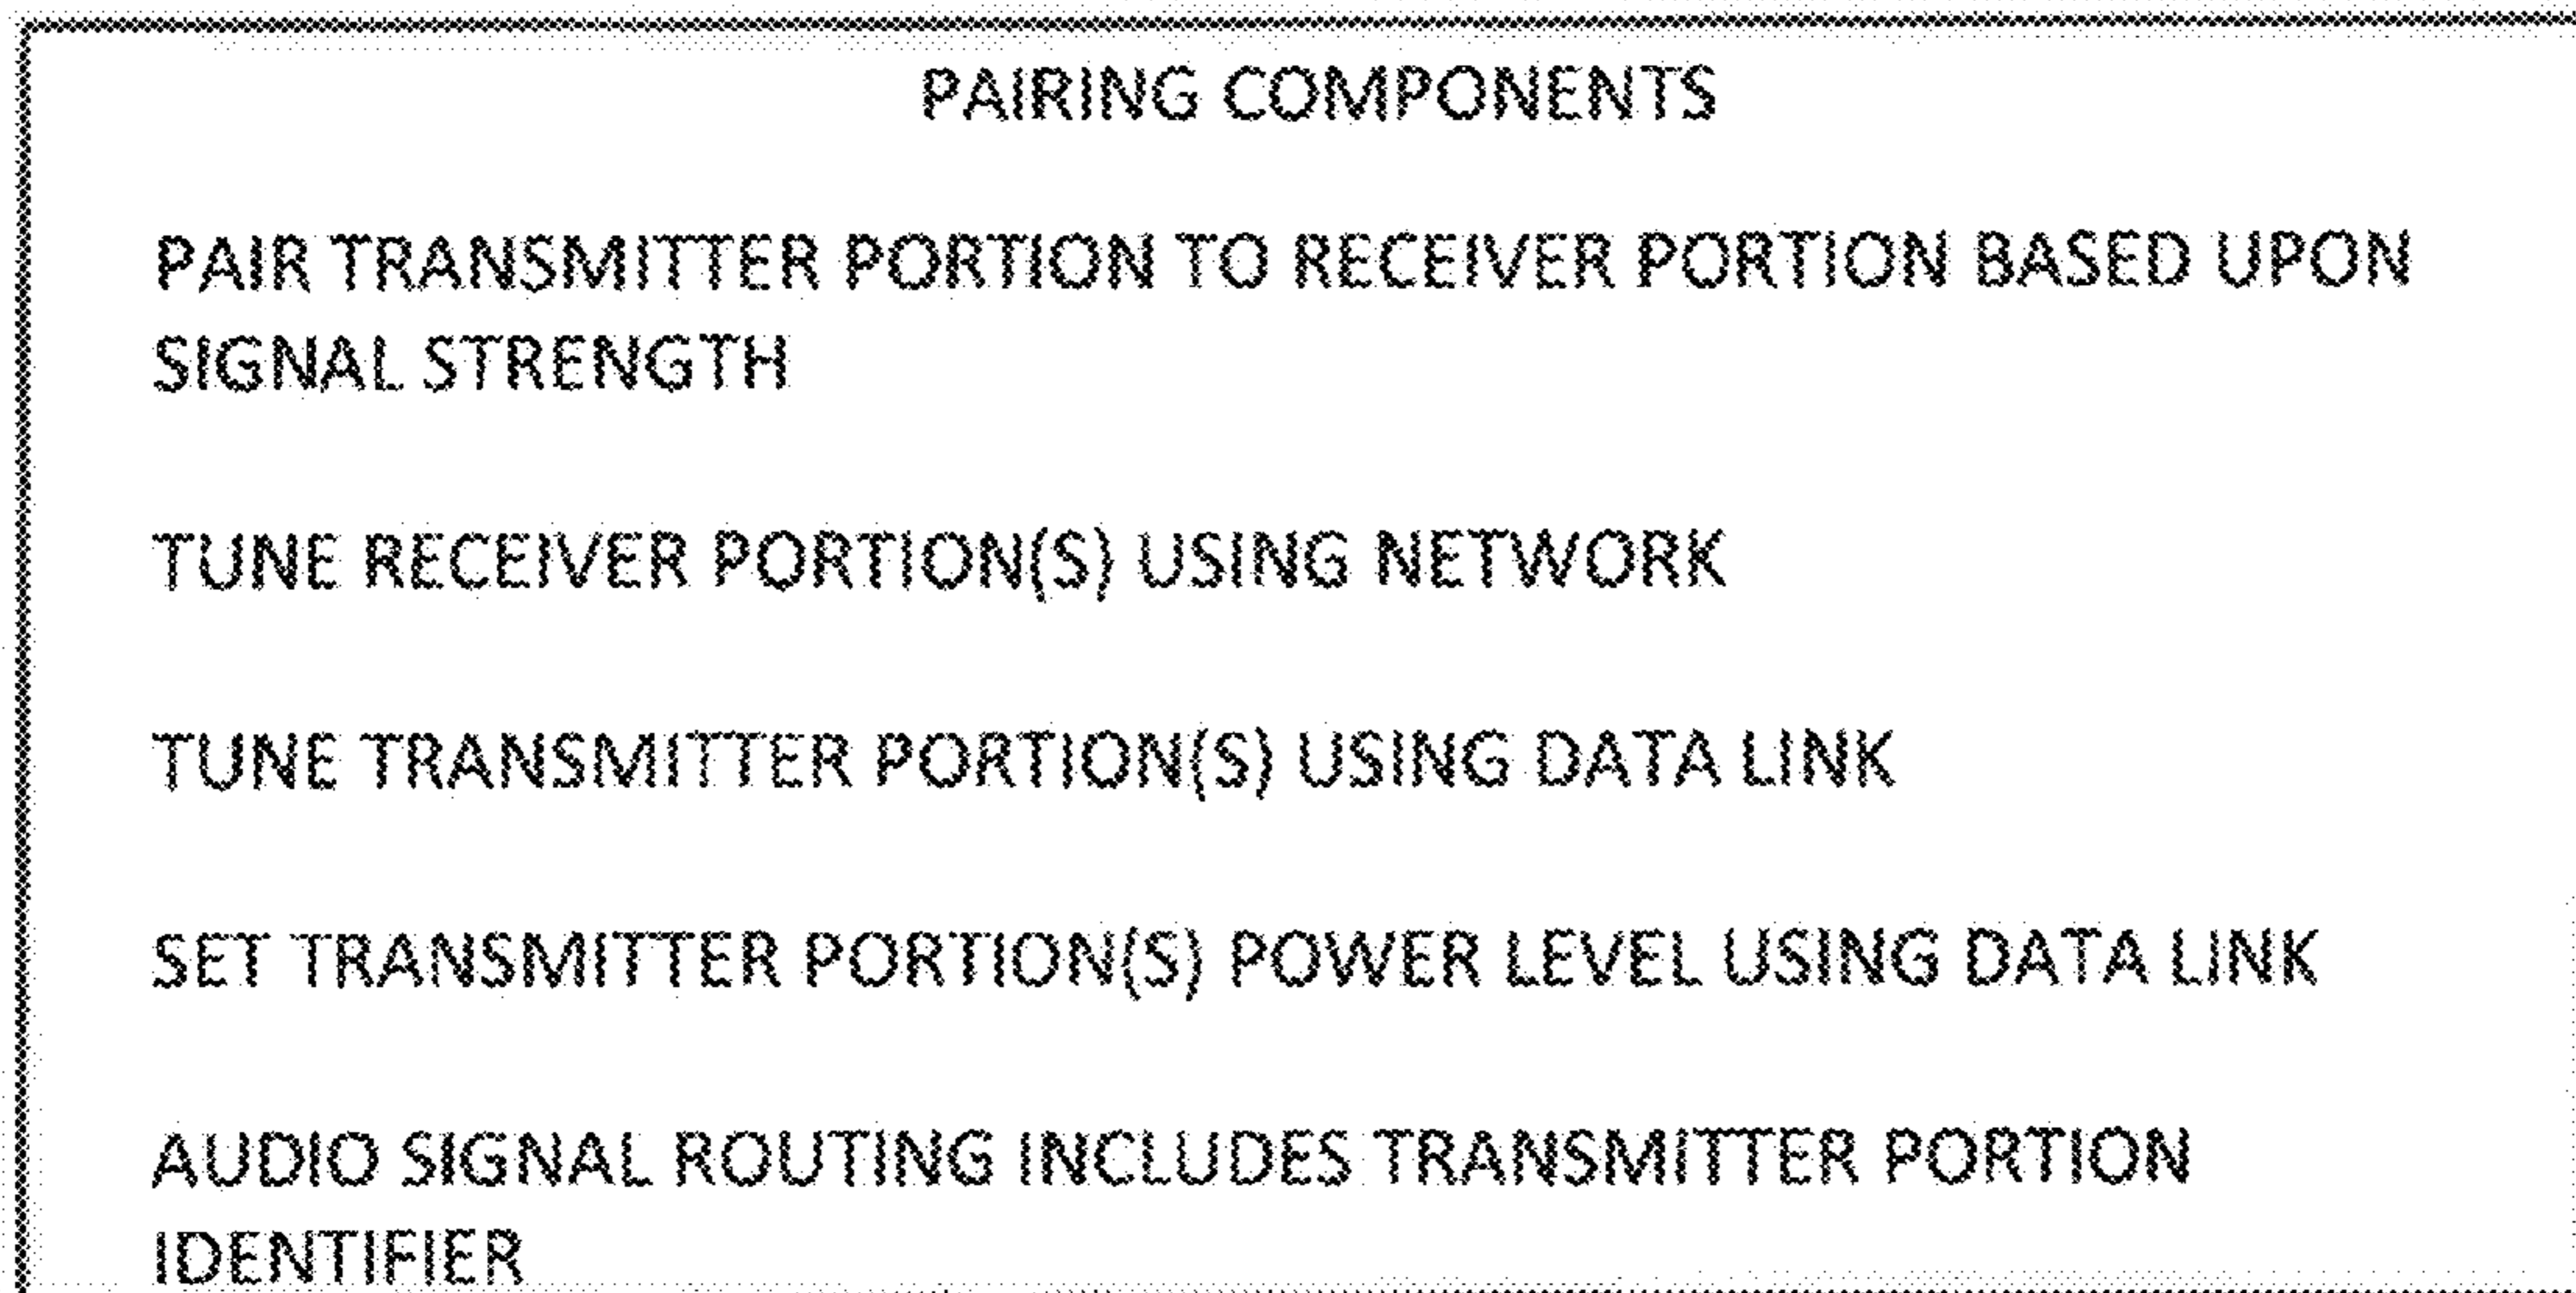 PAIRING COMPONENTS
PAIR TRANSMITTER PORTION TO RECEIVER PORTION BASED UPON
SIGNAL STRENGTH
TUNE RECEIVER PORTION(S) USING NETWORK
TUNE TRANSMITTER PORTION(S) USING DATA LINK
SET TRANSMITTER PORTION(S) POWER LEVEL USING DATA LINK
AUDIO SIGNAL ROUTING INCLUDES TRANSMITTER PORTION
IDENTIFIER